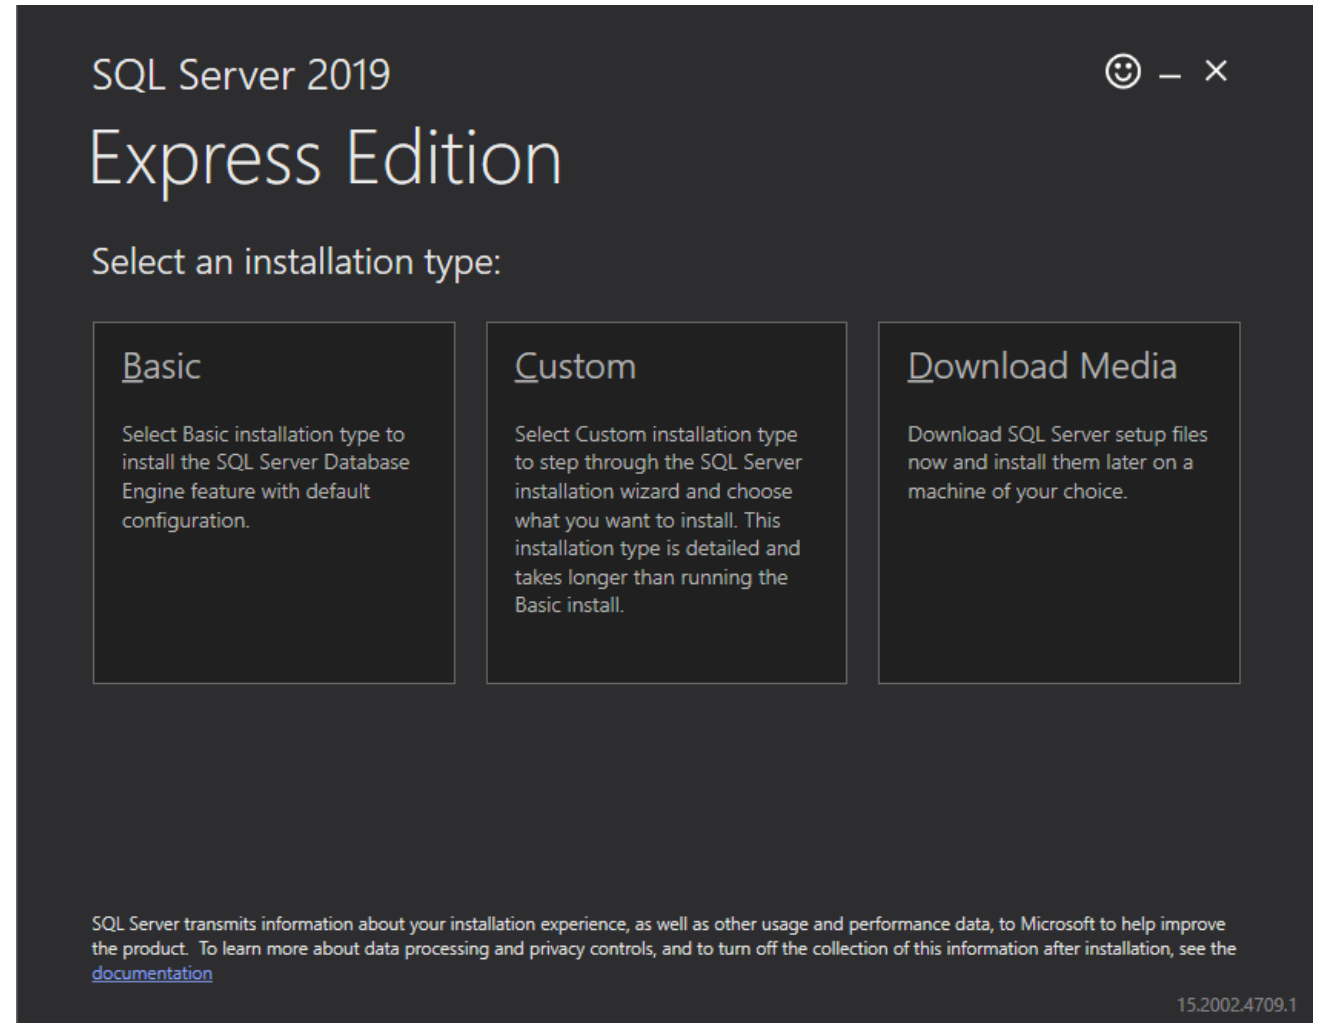 SQL Server 2019
Express Edition
Select an installation type:
Basic
Select Basic installation type to
install the SQL Server Database
Engine feature with default
configuration.
Custom
Select Custom installation type
to step through the SQL Server
installation wizard and choose
what you want to install. This
installation type is detailed and
takes longer than running the
Basic install.
Download Media
Download SQL Server setup files
now and install them later on a
machine of your choice.
SQL Server transmits information about your installation experience, as well as other usage and performance data, to Microsoft to help improve
the product.  To learn more about data processing and privacy controls, and to turn off the collection of this information after installation, see the
documentation
15.2002.4709.1